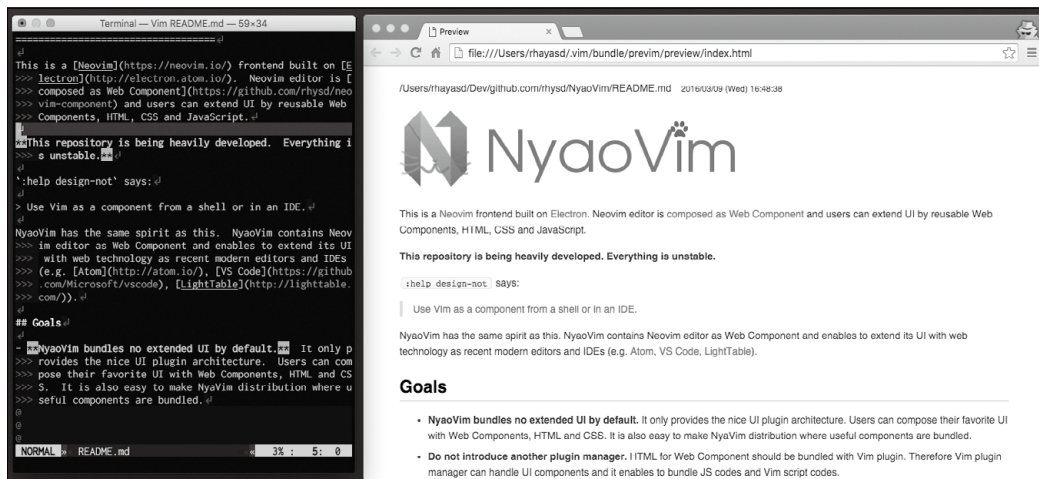 Terminal — Vim README.md — 59×34
==================================↲
↲
This is a [Neovim](https://neovim.io/) frontend built on [E
>>> lectron](http://electron.atom.io/).  Neovim editor is [
>>> composed as Web Component](https://github.com/rhysd/neo
>>> vim-component) and users can extend UI by reusable Web
>>> Components, HTML, CSS and JavaScript.↲
↲
**This repository is being heavily developed.  Everything i
>>> s unstable.**↲
↲
`:help design-not` says:↲
↲
> Use Vim as a component from a shell or in an IDE.↲
↲
NyaoVim has the same spirit as this.  NyaoVim contains Neov
>>> im editor as Web Component and enables to extend its UI
>>>  with web technology as recent modern editors and IDEs
>>> (e.g. [Atom](http://atom.io/), [VS Code](https://github
>>> .com/Microsoft/vscode), [LightTable](http://lighttable.
>>> com/)).↲
↲
## Goals↲
↲
- **NyaoVim bundles no extended UI by default.**  It only p
>>> rovides the nice UI plugin architecture.  Users can com
>>> pose their favorite UI with Web Components, HTML and CS
>>> S.  It is also easy to make NyaVim distribution where u
>>> seful components are bundled.↲
@
@
@
NORMAL » README.md « 3% : 5: 0
Preview
file:///Users/rhayasd/.vim/bundle/previm/preview/index.html
/Users/rhayasd/Dev/github.com/rhysd/NyaoVim/README.md 2016/03/09 (Wed) 16:48:38
NyaoVim
This is a Neovim frontend built on Electron. Neovim editor is composed as Web Component and users can extend UI by reusable Web
Components, HTML, CSS and JavaScript.
This repository is being heavily developed. Everything is unstable.
:help design-not says:
Use Vim as a component from a shell or in an IDE.
NyaoVim has the same spirit as this. NyaoVim contains Neovim editor as Web Component and enables to extend its UI with web
technology as recent modern editors and IDEs (e.g. Atom, VS Code, LightTable).
Goals
• NyaoVim bundles no extended UI by default. It only provides the nice UI plugin architecture. Users can compose their favorite UI
with Web Components, HTML and CSS. It is also easy to make NyaVim distribution where useful components are bundled.
• Do not introduce another plugin manager. HTML for Web Component should be bundled with Vim plugin. Therefore Vim plugin
manager can handle UI components and it enables to bundle JS codes and Vim script codes.